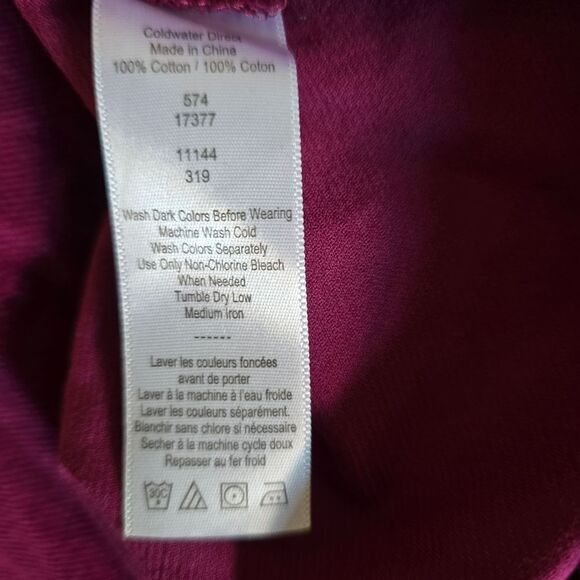 Coldwater Direct
Made in China
100% Cotton / 100% Coton
574
17377
11144
319
Wash Dark Colors Before Wearing
Machine Wash Cold
Wash Colors Separately
Use Only Non-Chlorine Bleach
When Needed
Tumble Dry Low
Medium Iron
------
Laver les couleurs foncées
avant de porter
Laver à la machine à l'eau froide
Laver les couleurs séparément.
Blanchir sans chlore si nécessaire
Secher à la machine cycle doux
Repasser au fer froid
30C